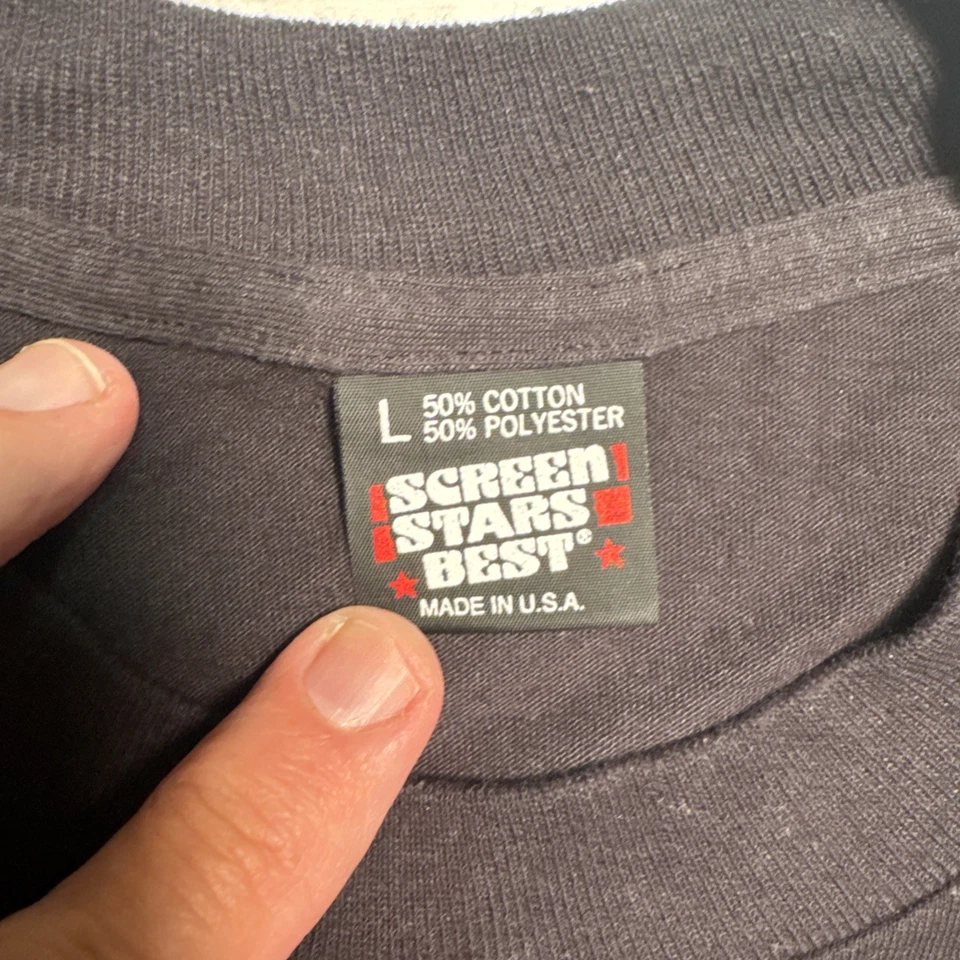 L 50% COTTON
50% POLYESTER
SCREEN
STARS
BEST®
MADE IN U.S.A.